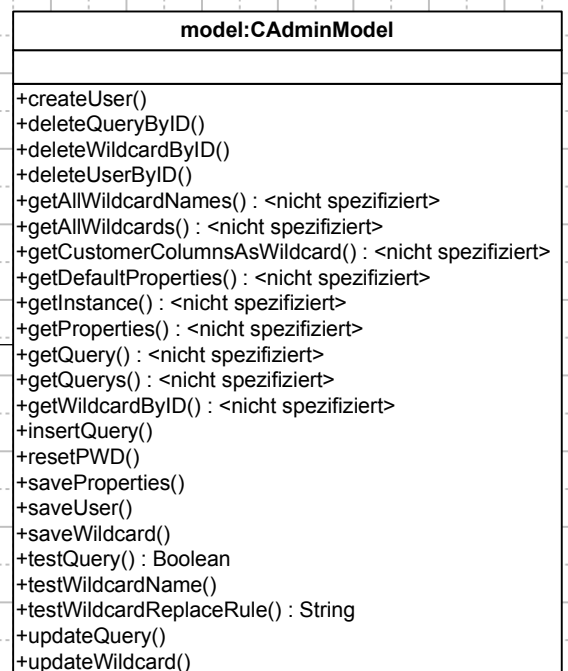 model:CAdminModel
+createUser()
+deleteQueryByID()
+deleteWildcardByID()
+deleteUserByID()
+getAllWildcardNames() : <nicht spezifiziert>
+getAllWildcards() : <nicht spezifiziert>
+getCustomerColumnsAsWildcard() : <nicht spezifiziert>
+getDefaultProperties() : <nicht spezifiziert>
+getInstance() : <nicht spezifiziert>
+getProperties() : <nicht spezifiziert>
+getQuery() : <nicht spezifiziert>
+getQuerys() : <nicht spezifiziert>
+getWildcardByID() : <nicht spezifiziert>
+insertQuery()
+resetPWD()
+saveProperties()
+saveUser()
+saveWildcard()
+testQuery() : Boolean
+testWildcardName()
+testWildcardReplaceRule() : String
+updateQuery()
+updateWildcard()